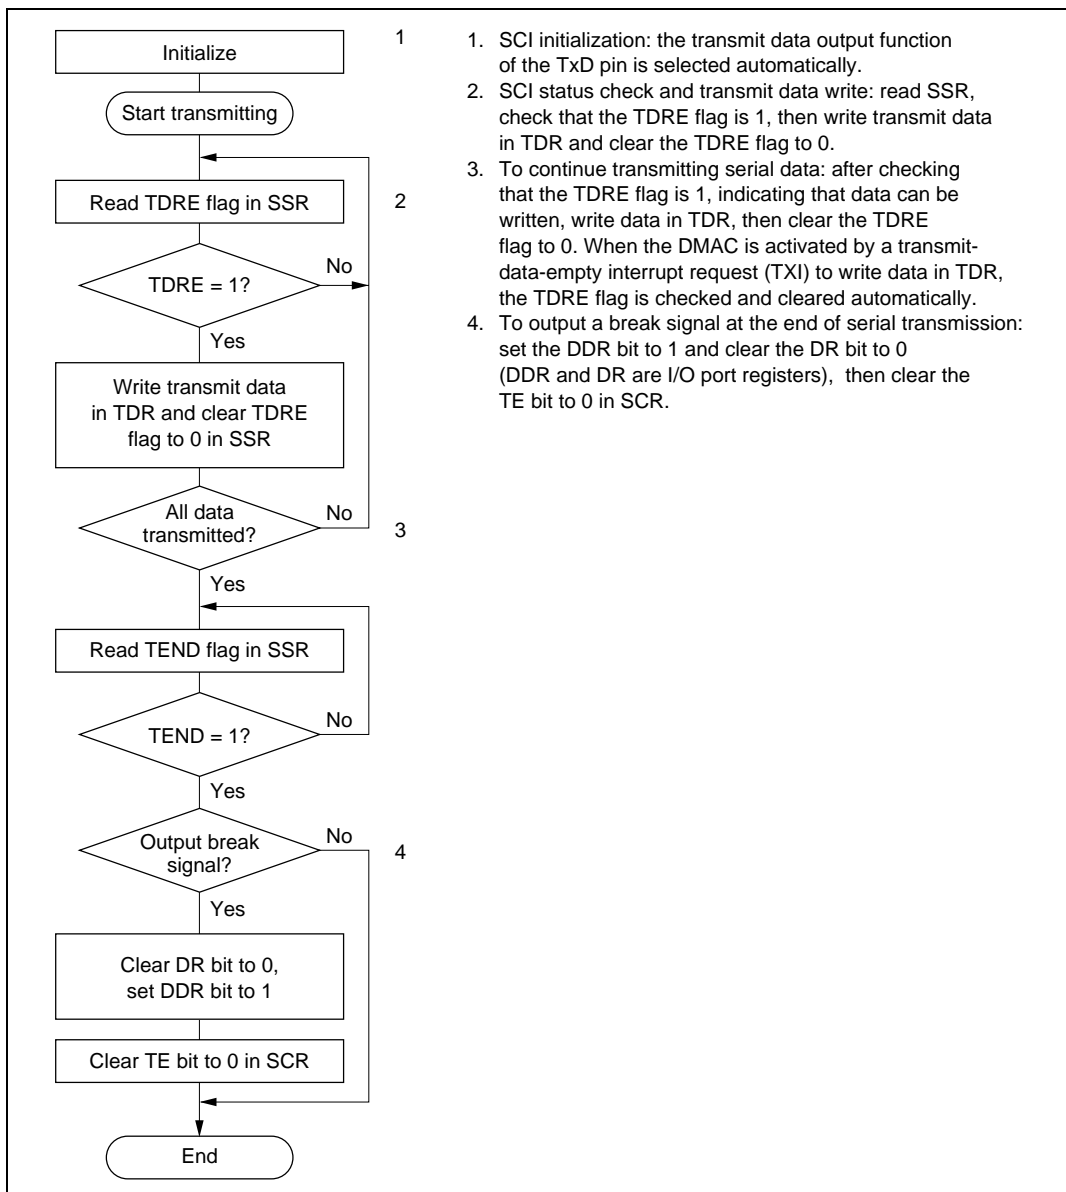 Initialize
1
Start transmitting
Read TDRE flag in SSR
2
TDRE = 1?
No
Yes
Write transmit data
in TDR and clear TDRE
flag to 0 in SSR
All data
transmitted?
No
3
Yes
Read TEND flag in SSR
TEND = 1?
No
Yes
Output break
signal?
No
4
Yes
Clear DR bit to 0,
set DDR bit to 1
Clear TE bit to 0 in SCR
End
1. SCI initialization: the transmit data output function
of the TxD pin is selected automatically.
2. SCI status check and transmit data write: read SSR,
check that the TDRE flag is 1, then write transmit data
in TDR and clear the TDRE flag to 0.
3. To continue transmitting serial data: after checking
that the TDRE flag is 1, indicating that data can be
written, write data in TDR, then clear the TDRE
flag to 0. When the DMAC is activated by a transmit-
data-empty interrupt request (TXI) to write data in TDR,
the TDRE flag is checked and cleared automatically.
4. To output a break signal at the end of serial transmission:
set the DDR bit to 1 and clear the DR bit to 0
(DDR and DR are I/O port registers), then clear the
TE bit to 0 in SCR.